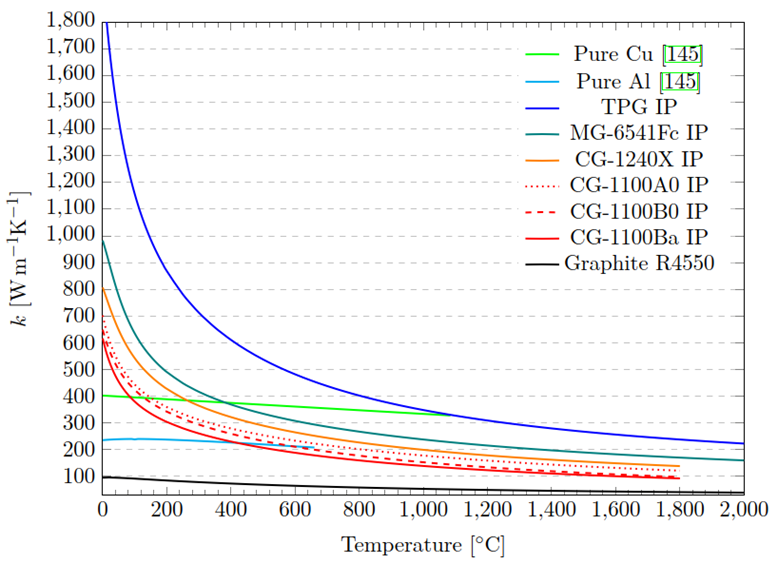 1,800
1,700
1,600
1,500
1,400
1,300
1,200
1,100
1,000
900
800
700
600
500
400
300
200
100
k [W m⁻¹K⁻¹]
Pure Cu [145]
Pure Al [145]
TPG IP
MG-6541Fc IP
CG-1240X IP
CG-1100A0 IP
CG-1100B0 IP
CG-1100Ba IP
Graphite R4550
0 200 400 600 800 1,000 1,200 1,400 1,600 1,800 2,000
Temperature [°C]